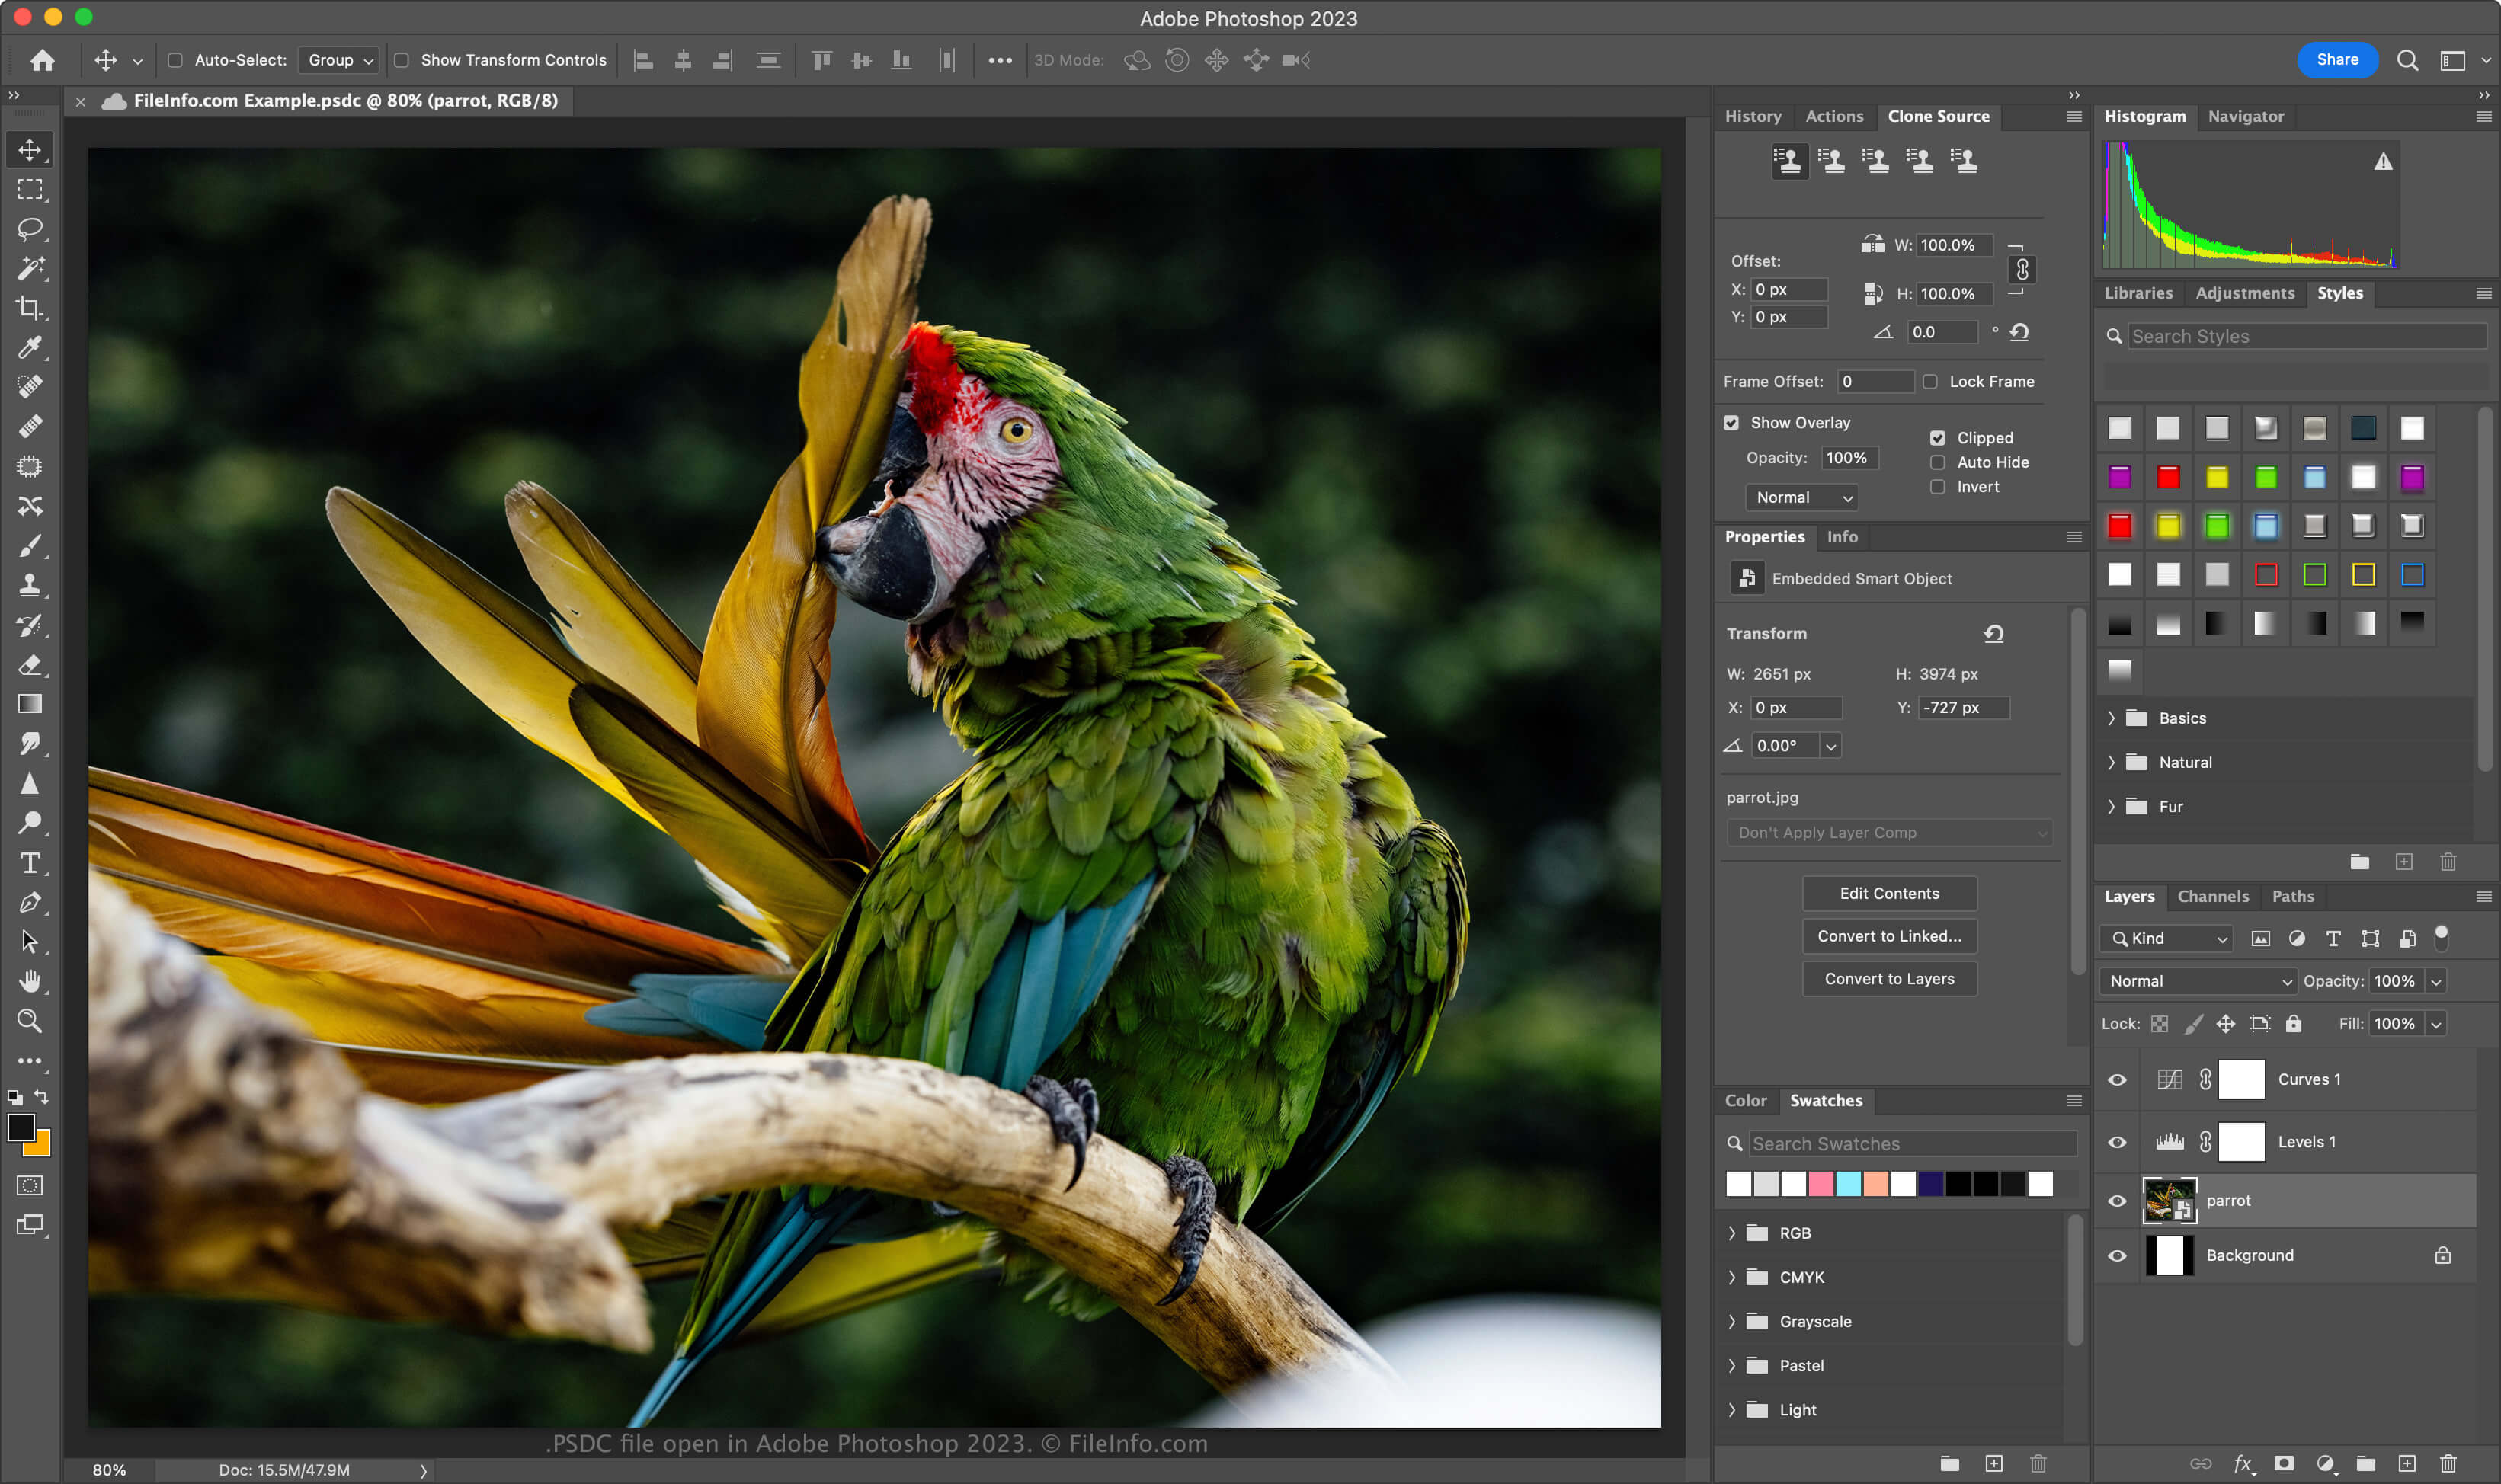 Adobe Photoshop 2023
Auto-Select: Group Show Transform Controls 3D Mode: Share
FileInfo.com Example.psdc @ 80% (parrot, RGB/8)
History Actions Clone Source
Offset:
W: 100.0%
X: 0 px
H: 100.0%
Y: 0 px
0.0 °
Frame Offset: 0 Lock Frame
Show Overlay
Clipped
Opacity: 100%
Auto Hide
Invert
Normal
Properties Info
Embedded Smart Object
Transform
W: 2651 px H: 3974 px
X: 0 px Y: -727 px
0.00°
parrot.jpg
Don't Apply Layer Comp
Edit Contents
Convert to Linked...
Convert to Layers
Color Swatches
Search Swatches
RGB
CMYK
Grayscale
Pastel
Light
Histogram Navigator
Libraries Adjustments Styles
Search Styles
Basics
Natural
Fur
Layers Channels Paths
Kind
Normal Opacity: 100%
Lock: Fill: 100%
Curves 1
Levels 1
parrot
Background
fx
.PSDC file open in Adobe Photoshop 2023. © FileInfo.com
80% Doc: 15.5M/47.9M